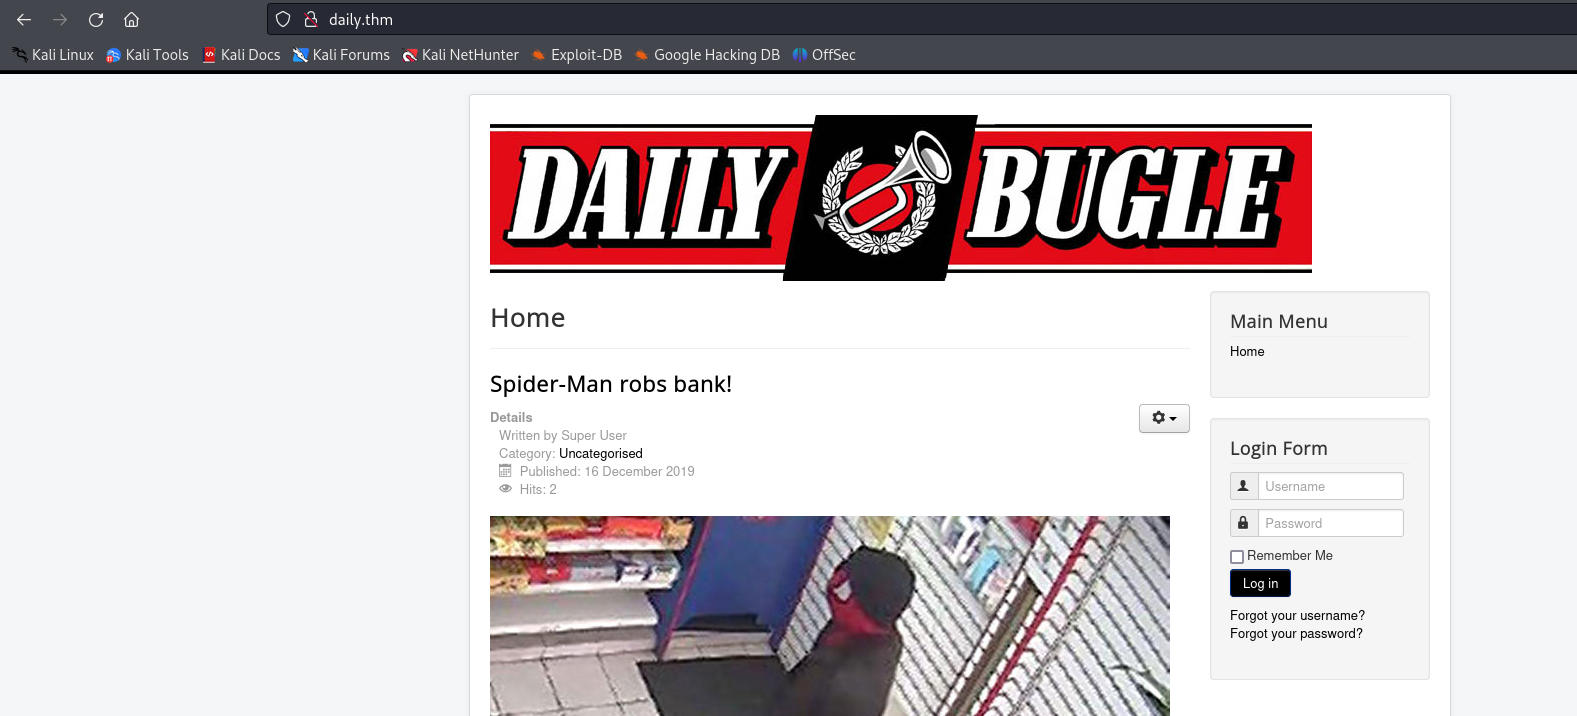 daily.thm
Kali Linux Kali Tools Kali Docs Kali Forums Kali NetHunter Exploit-DB Google Hacking DB OffSec
DAILY BUGLE
Home
Spider-Man robs bank!
Details
Written by Super User
Category: Uncategorised
Published: 16 December 2019
Hits: 2
Main Menu
Home
Login Form
Username
Password
Remember Me
Log in
Forgot your username?
Forgot your password?